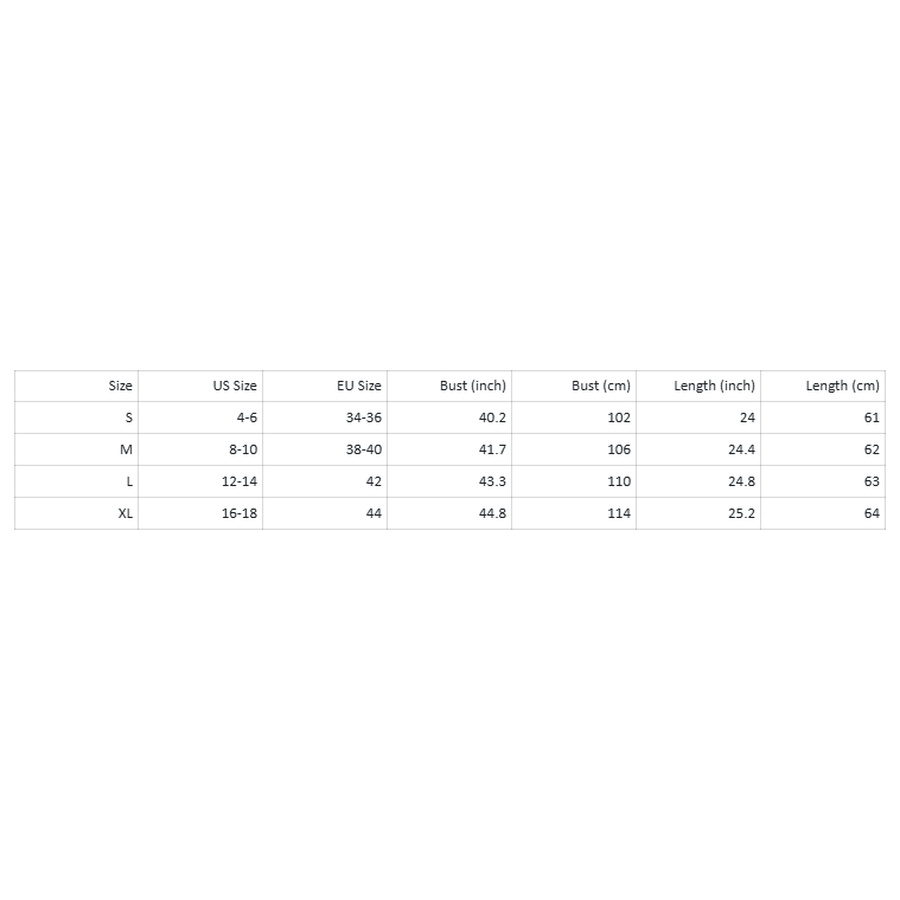 Size US Size EU Size Bust (inch) Bust (cm) Length (inch) Length (cm)
S 4-6 34-36 40.2 102 24 61
M 8-10 38-40 41.7 106 24.4 62
L 12-14 42 43.3 110 24.8 63
XL 16-18 44 44.8 114 25.2 64